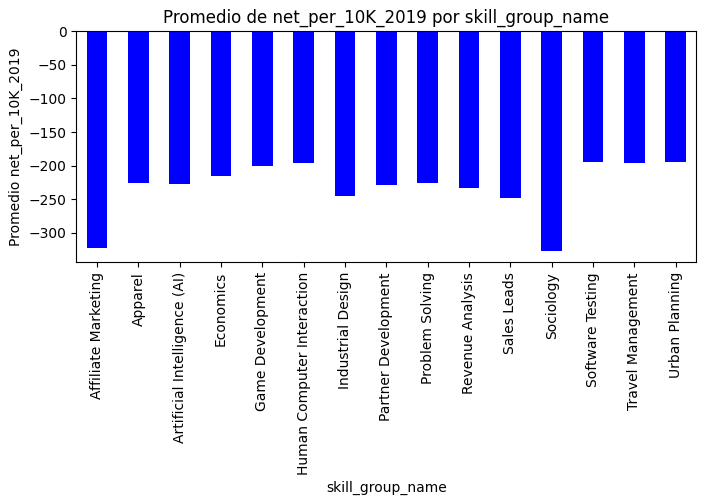 Promedio de net_per_10K_2019 por skill_group_name
Promedio net_per_10K_2019
0
−50
−100
−150
−200
−250
−300
Affiliate Marketing
Apparel
Artificial Intelligence (AI)
Economics
Game Development
Human Computer Interaction
Industrial Design
Partner Development
Problem Solving
Revenue Analysis
Sales Leads
Sociology
Software Testing
Travel Management
Urban Planning
skill_group_name